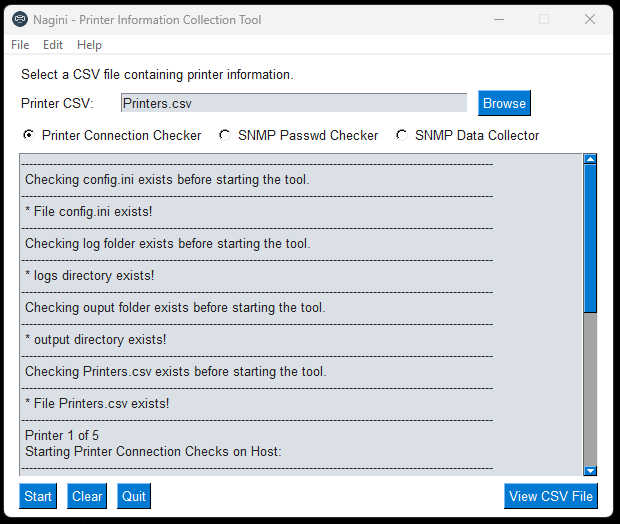 Nagini - Printer Information Collection Tool
File Edit Help
Select a CSV file containing printer information.
Printer CSV: Printers.csv Browse
Printer Connection Checker SNMP Passwd Checker SNMP Data Collector
Checking config.ini exists before starting the tool.
* File config.ini exists!
Checking log folder exists before starting the tool.
* logs directory exists!
Checking ouput folder exists before starting the tool.
* output directory exists!
Checking Printers.csv exists before starting the tool.
* File Printers.csv exists!
Printer 1 of 5
Starting Printer Connection Checks on Host:
Start Clear Quit View CSV File